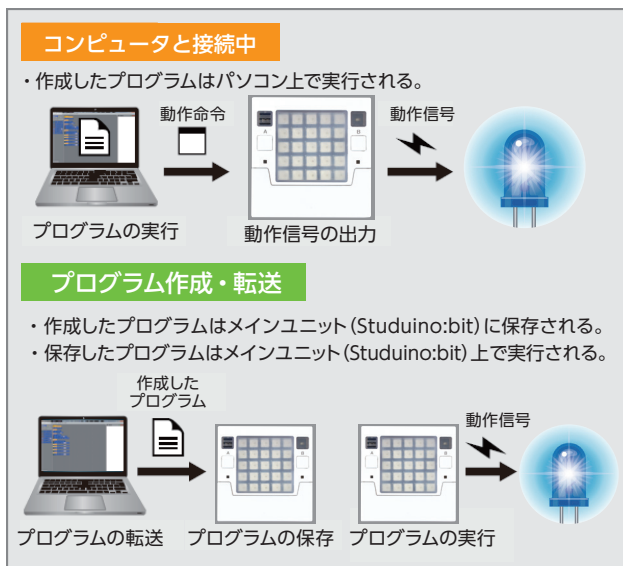 コンピュータと接続中
・作成したプログラムはパソコン上で実行される。
動作命令
動作信号
A
B
プログラムの実行
動作信号の出力
プログラム作成・転送
・作成したプログラムはメインユニット(Studuino:bit)に保存される。
・保存したプログラムはメインユニット(Studuino:bit)上で実行される。
作成した
プログラム
動作信号
A
B
A
B
プログラムの転送
プログラムの保存
プログラムの実行